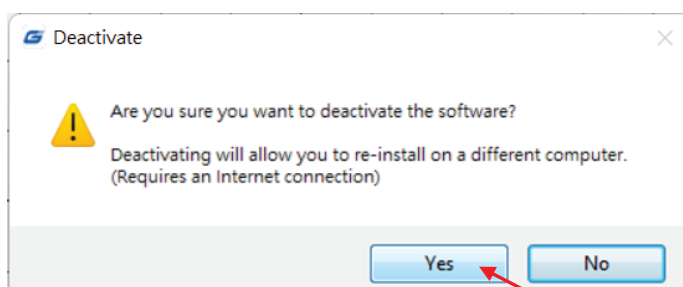 Deactivate
Are you sure you want to deactivate the software?
Deactivating will allow you to re-install on a different computer.
(Requires an Internet connection)
Yes
No